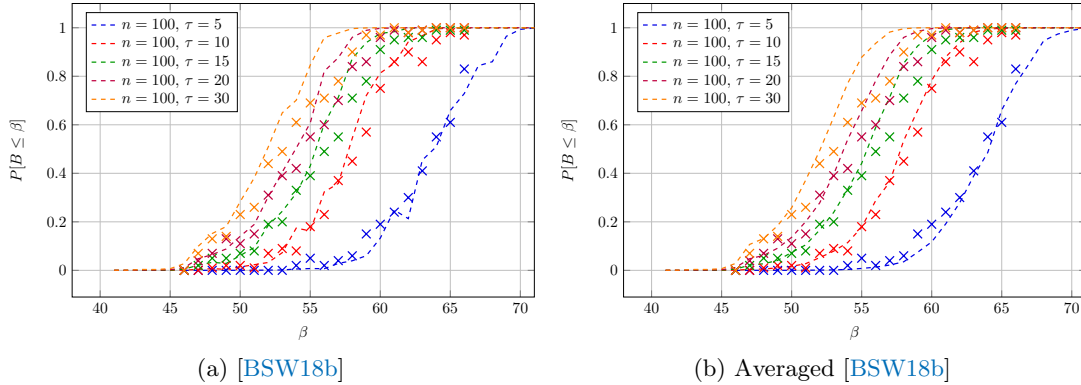 1
0.8
0.6
0.4
0.2
0
P[B ≤ β]
n = 100, τ = 5
n = 100, τ = 10
n = 100, τ = 15
n = 100, τ = 20
n = 100, τ = 30
40 45 50 55 60 65 70
β
(a) [BSW18b]
1
0.8
0.6
0.4
0.2
0
P[B ≤ β]
n = 100, τ = 5
n = 100, τ = 10
n = 100, τ = 15
n = 100, τ = 20
n = 100, τ = 30
40 45 50 55 60 65 70
β
(b) Averaged [BSW18b]